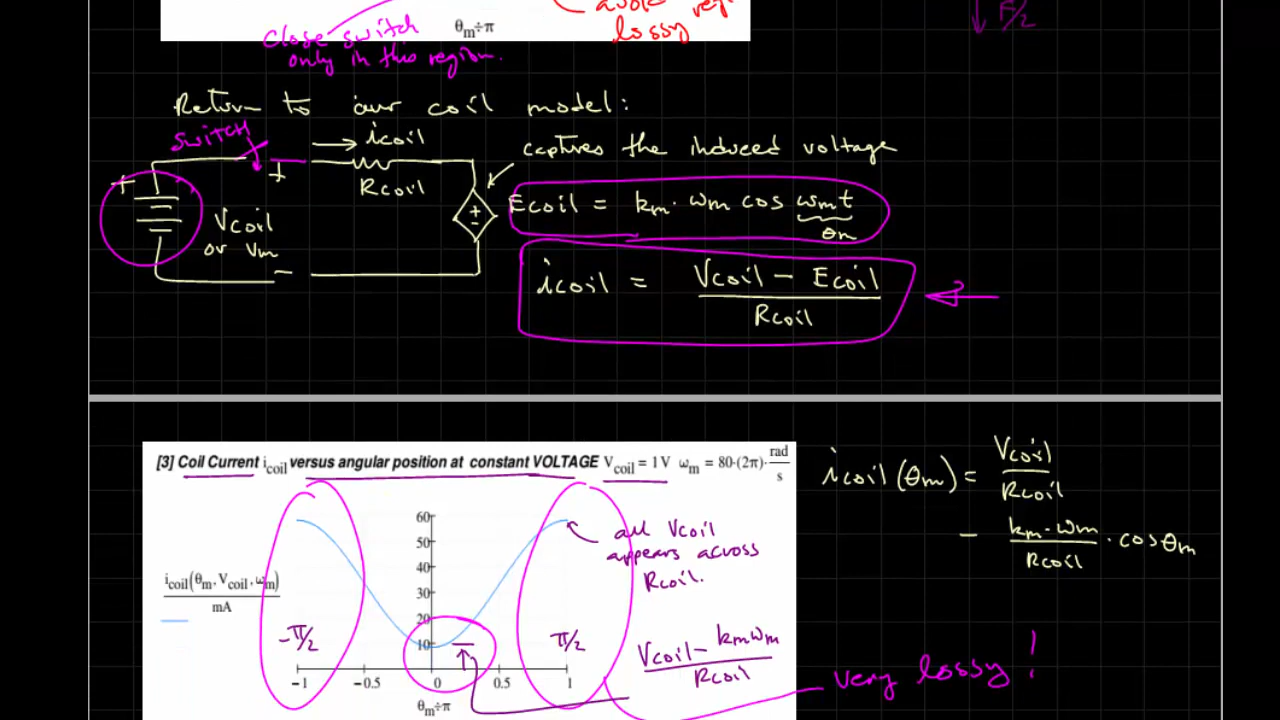 avoid
lossy
F/2
close switch
only in this region.
θm÷π
Return to our coil model:
switch
icoil
captures the induced voltage
+
+
Rcoil
Ecoil = km · ωm cos ωmt
θm
Vcoil
or Vm
+
−
−
icoil = Vcoil − Ecoil
Rcoil
[3] Coil Current icoil versus angular position at constant VOLTAGE Vcoil = 1V ωm = 80·(2π)· rad
s
icoil(θm) = Vcoil
Rcoil
− km·ωm · cosθm
Rcoil
60
50
40
30
20
10
all Vcoil
appears across
Rcoil.
icoil(θm, Vcoil, ωm)
mA
−π/2
π/2
Vcoil − kmωm
Rcoil
very lossy!
−1 −0.5 0 0.5 1
θm÷π